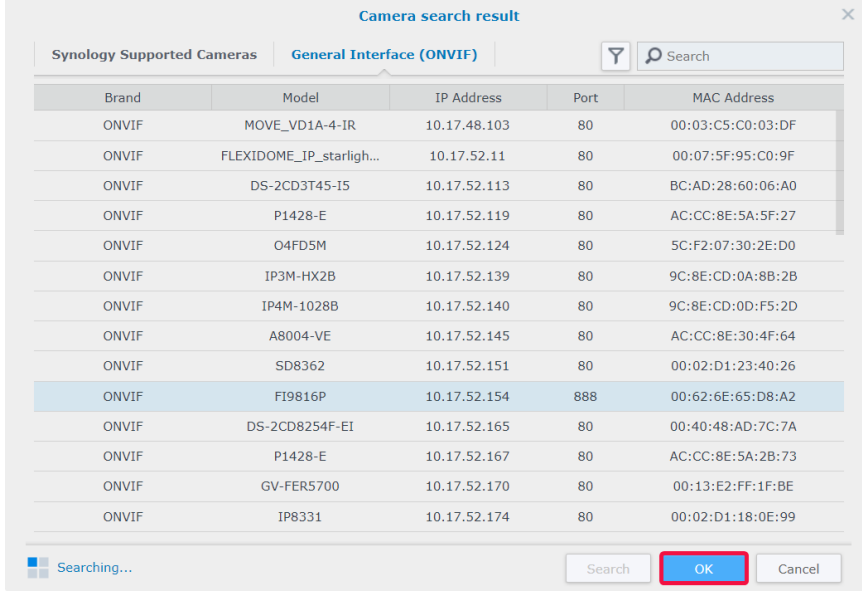 Camera search result
Synology Supported Cameras General Interface (ONVIF) Search
Brand Model IP Address Port MAC Address
ONVIF MOVE_VD1A-4-IR 10.17.48.103 80 00:03:C5:C0:03:DF
ONVIF FLEXIDOME_IP_starligh... 10.17.52.11 80 00:07:5F:95:C0:9F
ONVIF DS-2CD3T45-I5 10.17.52.113 80 BC:AD:28:60:06:A0
ONVIF P1428-E 10.17.52.119 80 AC:CC:8E:5A:5F:27
ONVIF O4FD5M 10.17.52.124 80 5C:F2:07:30:2E:D0
ONVIF IP3M-HX2B 10.17.52.139 80 9C:8E:CD:0A:8B:2B
ONVIF IP4M-1028B 10.17.52.140 80 9C:8E:CD:0D:F5:2D
ONVIF A8004-VE 10.17.52.145 80 AC:CC:8E:30:4F:64
ONVIF SD8362 10.17.52.151 80 00:02:D1:23:40:26
ONVIF FI9816P 10.17.52.154 888 00:62:6E:65:D8:A2
ONVIF DS-2CD8254F-EI 10.17.52.165 80 00:40:48:AD:7C:7A
ONVIF P1428-E 10.17.52.167 80 AC:CC:8E:5A:2B:73
ONVIF GV-FER5700 10.17.52.170 80 00:13:E2:FF:1F:BE
ONVIF IP8331 10.17.52.174 80 00:02:D1:18:0E:99
Searching... Search OK Cancel